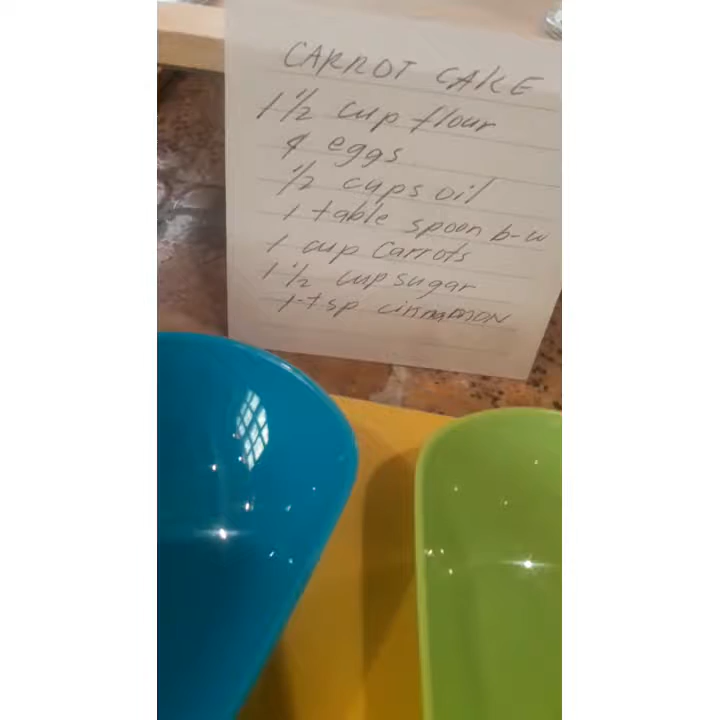 CARROT CAKE
1 1/2 cup flour
4 eggs
1/2 cups oil
1 table spoon b-w
1 cup Carrots
1 1/2 cup sugar
1-tsp cinnamon